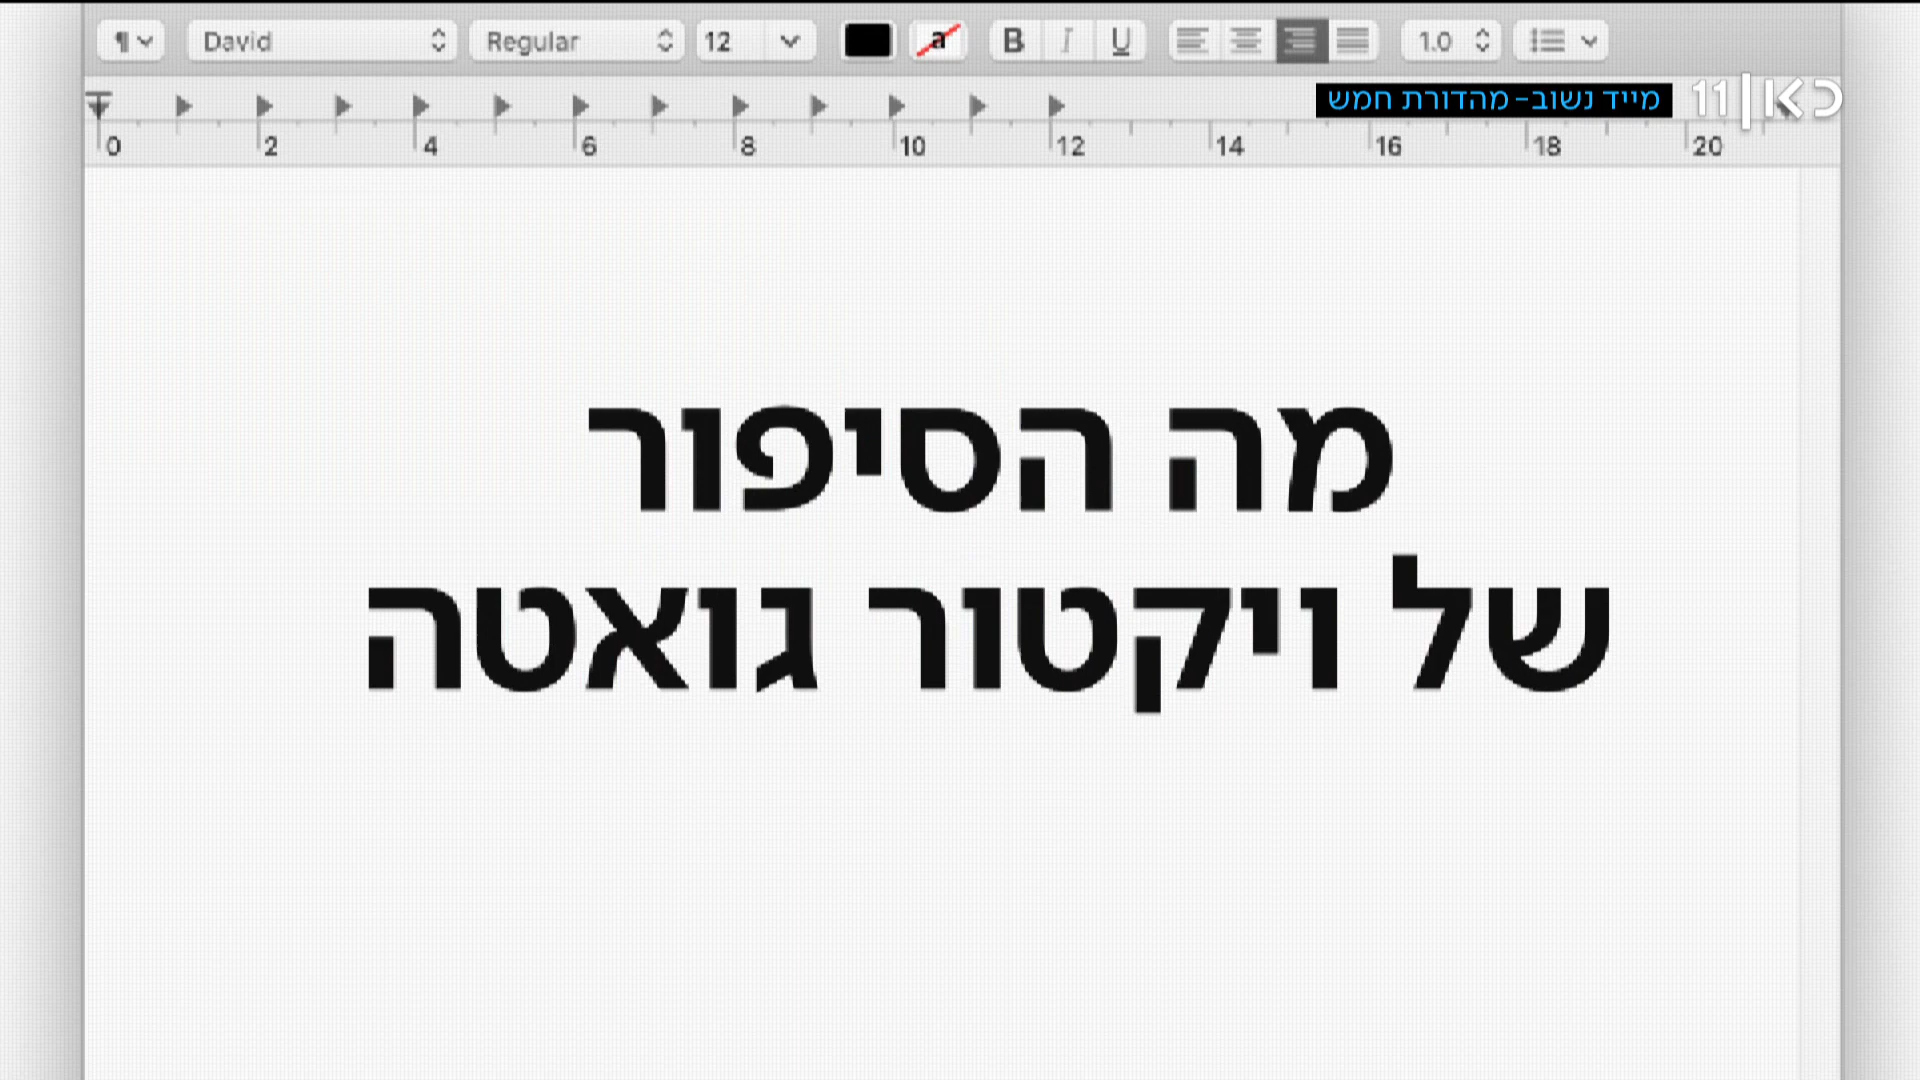 ¶ David Regular 12 a B I U 1.0
מייד נשוב- מהדורת חמש
כאן 11
0 2 4 6 8 10 12 14 16 18 20
מה הסיפור
של ויקטור גואטה